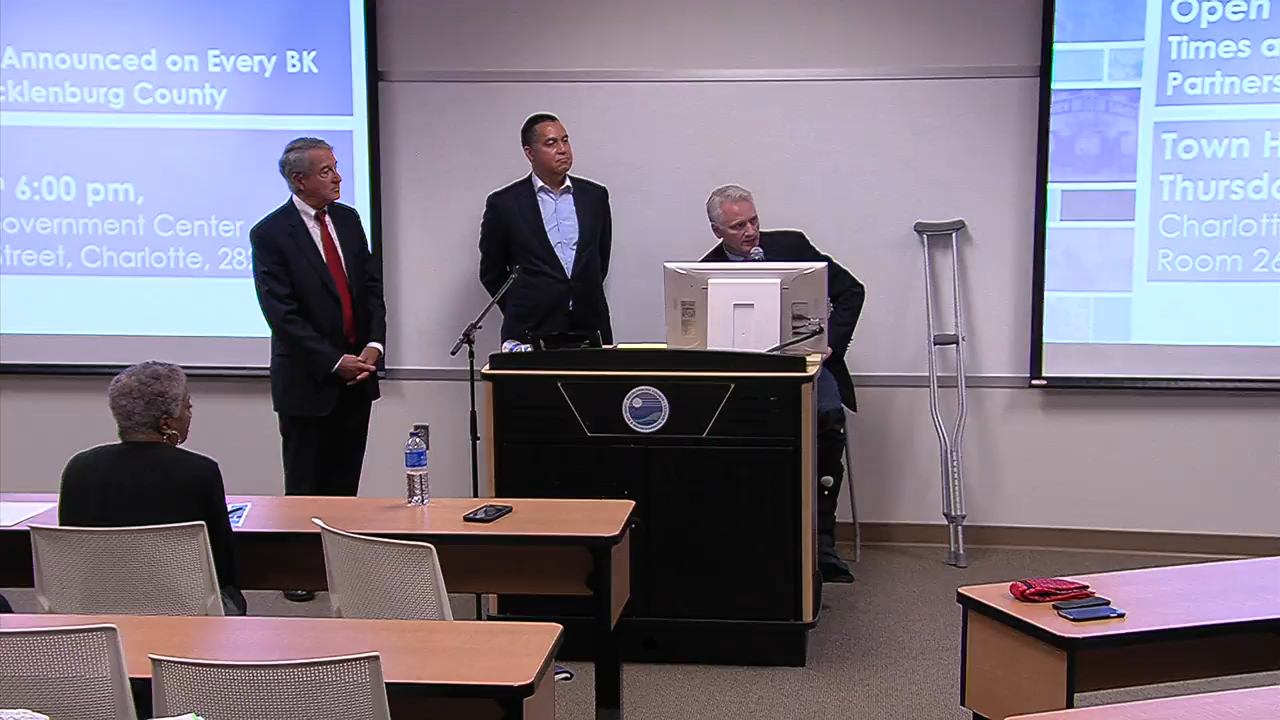 Announced on Every BK
cklenburg County
6:00 pm,
overnment Center
treet, Charlotte, 28
Open
Times a
Partners
Town H
Thursda
Charlott
Room 26